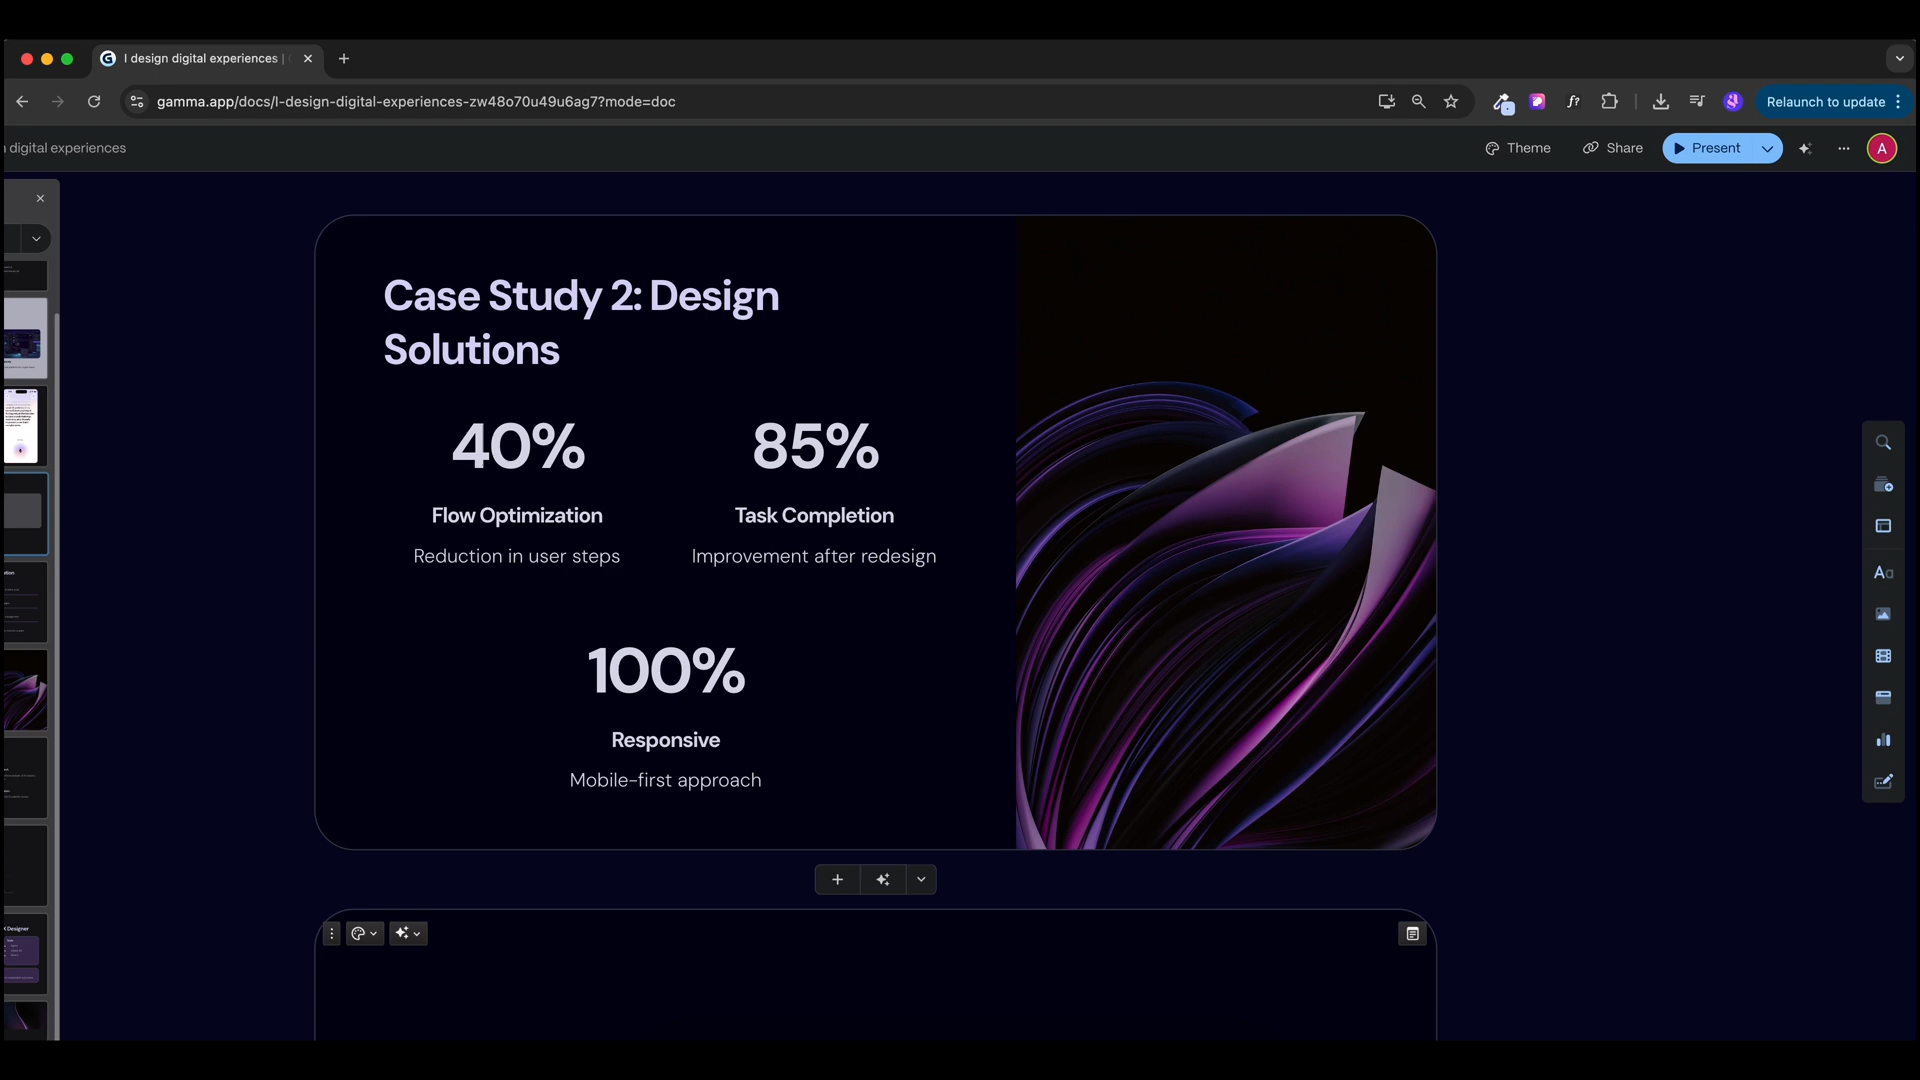 I design digital experiences |
gamma.app/docs/I-design-digital-experiences-zw48o70u49u6ag7?mode=doc
f?
Relaunch to update
digital experiences
Theme
Share
Present
A
Case Study 2: Design
Solutions
40%
85%
Flow Optimization
Task Completion
Reduction in user steps
Improvement after redesign
100%
Responsive
Mobile-first approach
Aa
X Designer